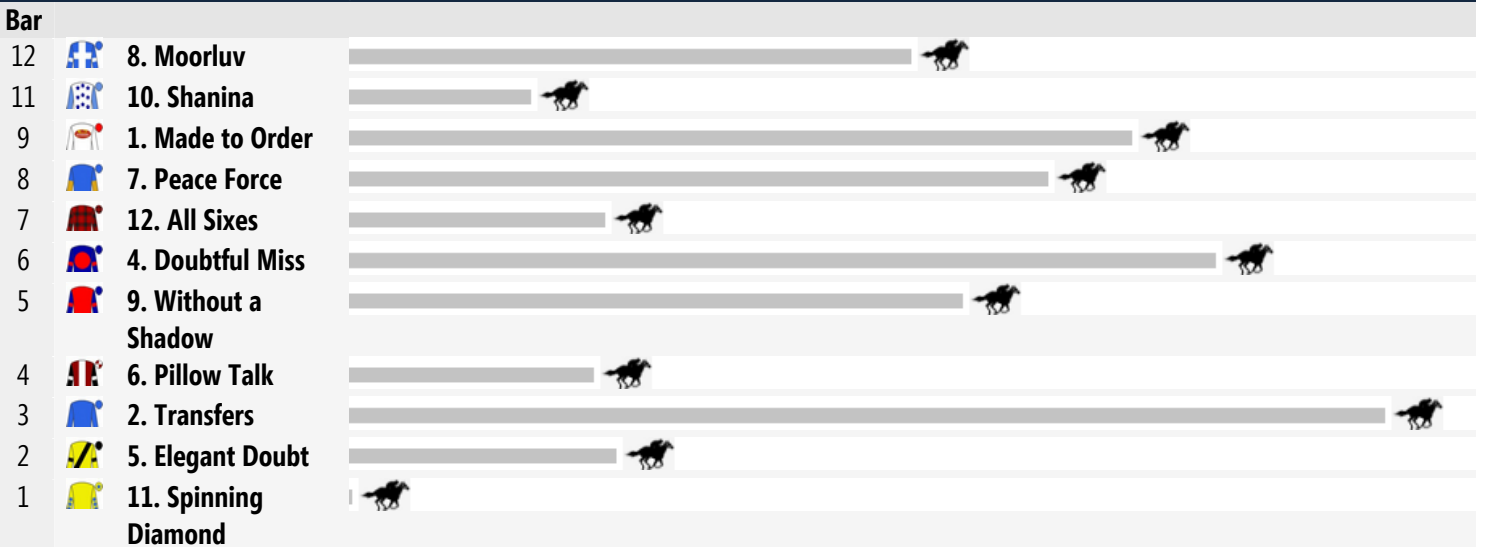 Bar
12 8. Moorluv
11 10. Shanina
9 1. Made to Order
8 7. Peace Force
7 12. All Sixes
6 4. Doubtful Miss
5 9. Without a
Shadow
4 6. Pillow Talk
3 2. Transfers
2 5. Elegant Doubt
1 11. Spinning
Diamond